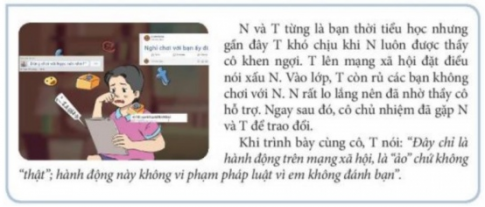 Nghỉ chơi với bạn ấy đi
N và T từng là bạn thời tiểu học nhưng
gần đây T khó chịu khi N luôn được thầy
cô khen ngợi. T lên mạng xã hội đặt điều
nói xấu N. Vào lớp, T còn rủ các bạn không
chơi với N. N rất lo lắng nên đã nhờ thầy cô
hỗ trợ. Ngay sau đó, cô chủ nhiệm đã gặp N
và T để trao đổi.
Khi trình bày cùng cô, T nói: “Đây chỉ là
hành động trên mạng xã hội, là “ảo” chứ không
“thật”; hành động này không vi phạm pháp luật vì em không đánh bạn”.